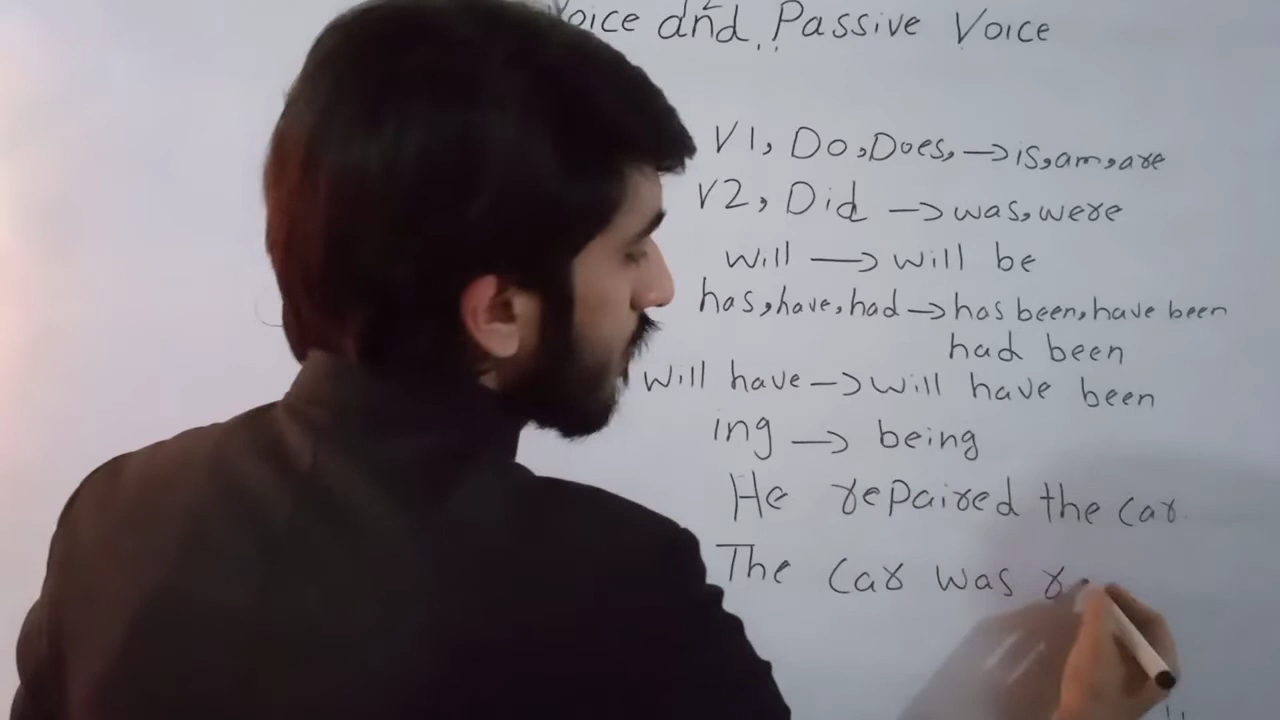 Voice and Passive Voice
V1, Do, Does, → is, am, are
V2, Did → was, were
will → will be
has, have, had → has been, have been
had been
will have → will have been
ing → being
He repaired the car
The car was r